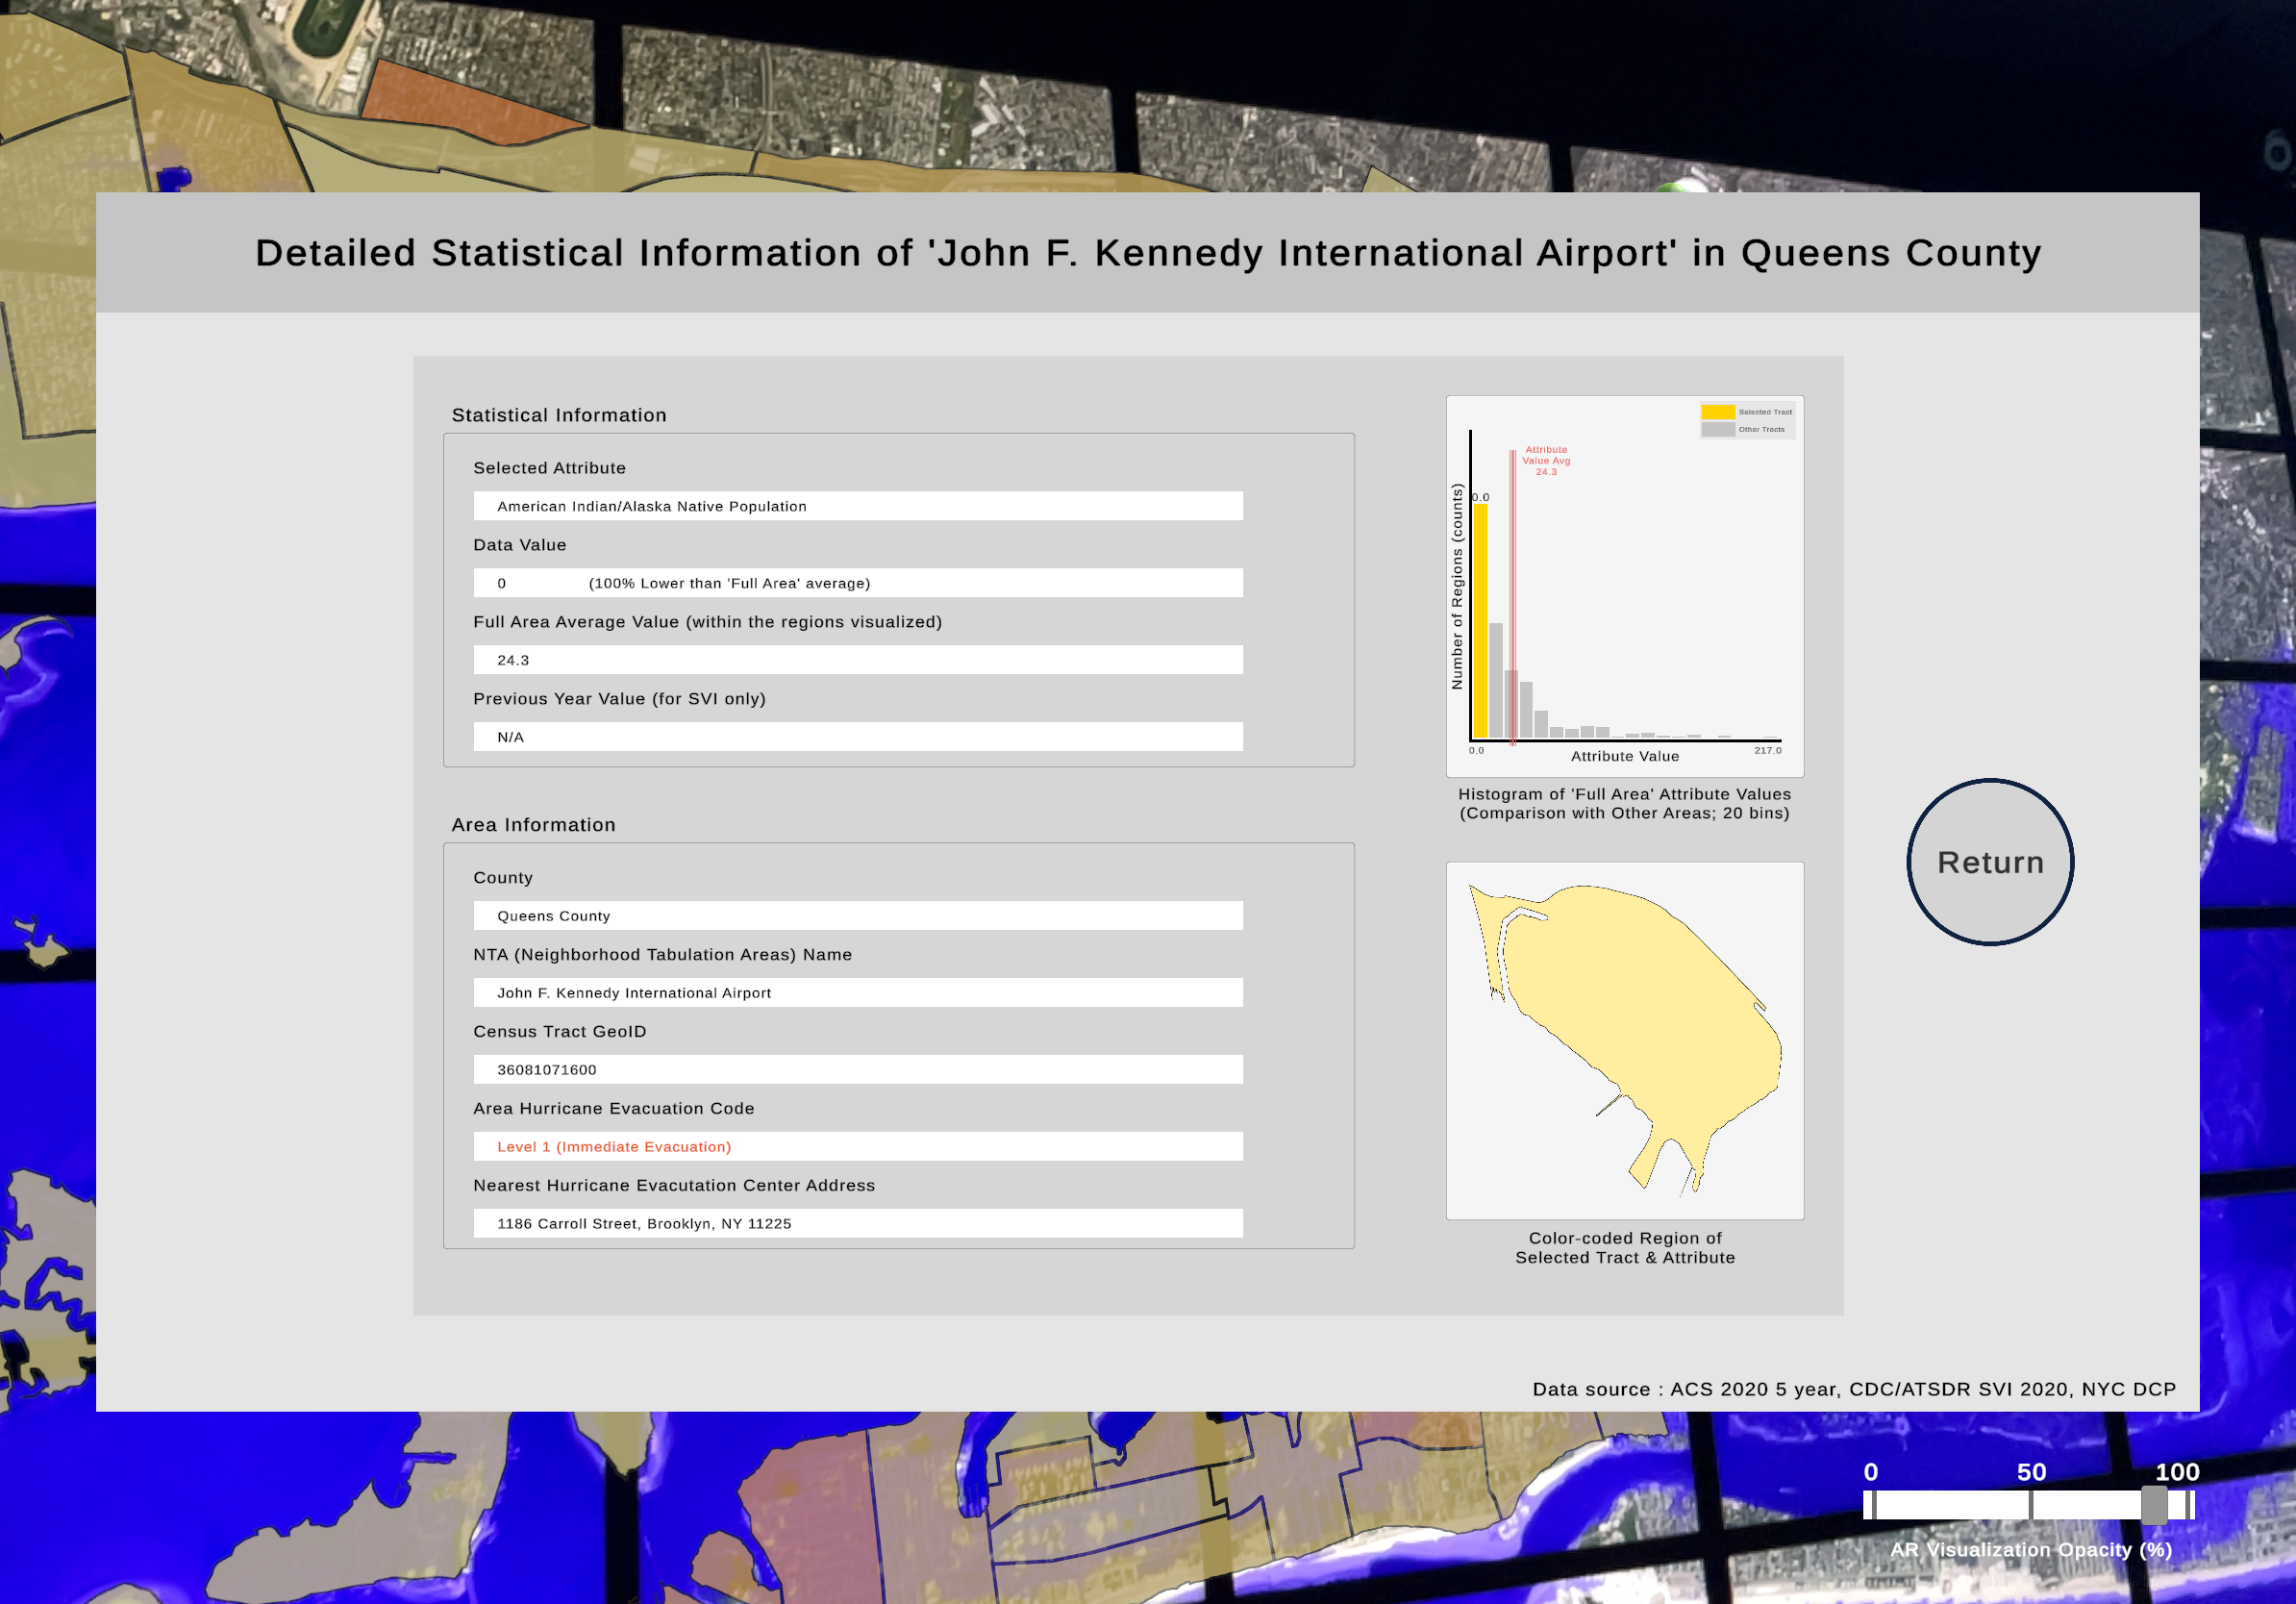 Detailed Statistical Information of 'John F. Kennedy International Airport' in Queens County
Statistical Information
Selected Attribute
American Indian/Alaska Native Population
Data Value
0 (100% Lower than 'Full Area' average)
Full Area Average Value (within the regions visualized)
24.3
Previous Year Value (for SVI only)
N/A
Area Information
County
Queens County
NTA (Neighborhood Tabulation Areas) Name
John F. Kennedy International Airport
Census Tract GeoID
36081071600
Area Hurricane Evacuation Code
Level 1 (Immediate Evacuation)
Nearest Hurricane Evacutation Center Address
1186 Carroll Street, Brooklyn, NY 11225
Selected Tract
Other Tracts
Attribute
Value Avg
24.3
0.0
Number of Regions (counts)
0.0
217.0
Attribute Value
Histogram of 'Full Area' Attribute Values
(Comparison with Other Areas; 20 bins)
Color-coded Region of
Selected Tract & Attribute
Return
Data source : ACS 2020 5 year, CDC/ATSDR SVI 2020, NYC DCP
0 50 100
AR Visualization Opacity (%)